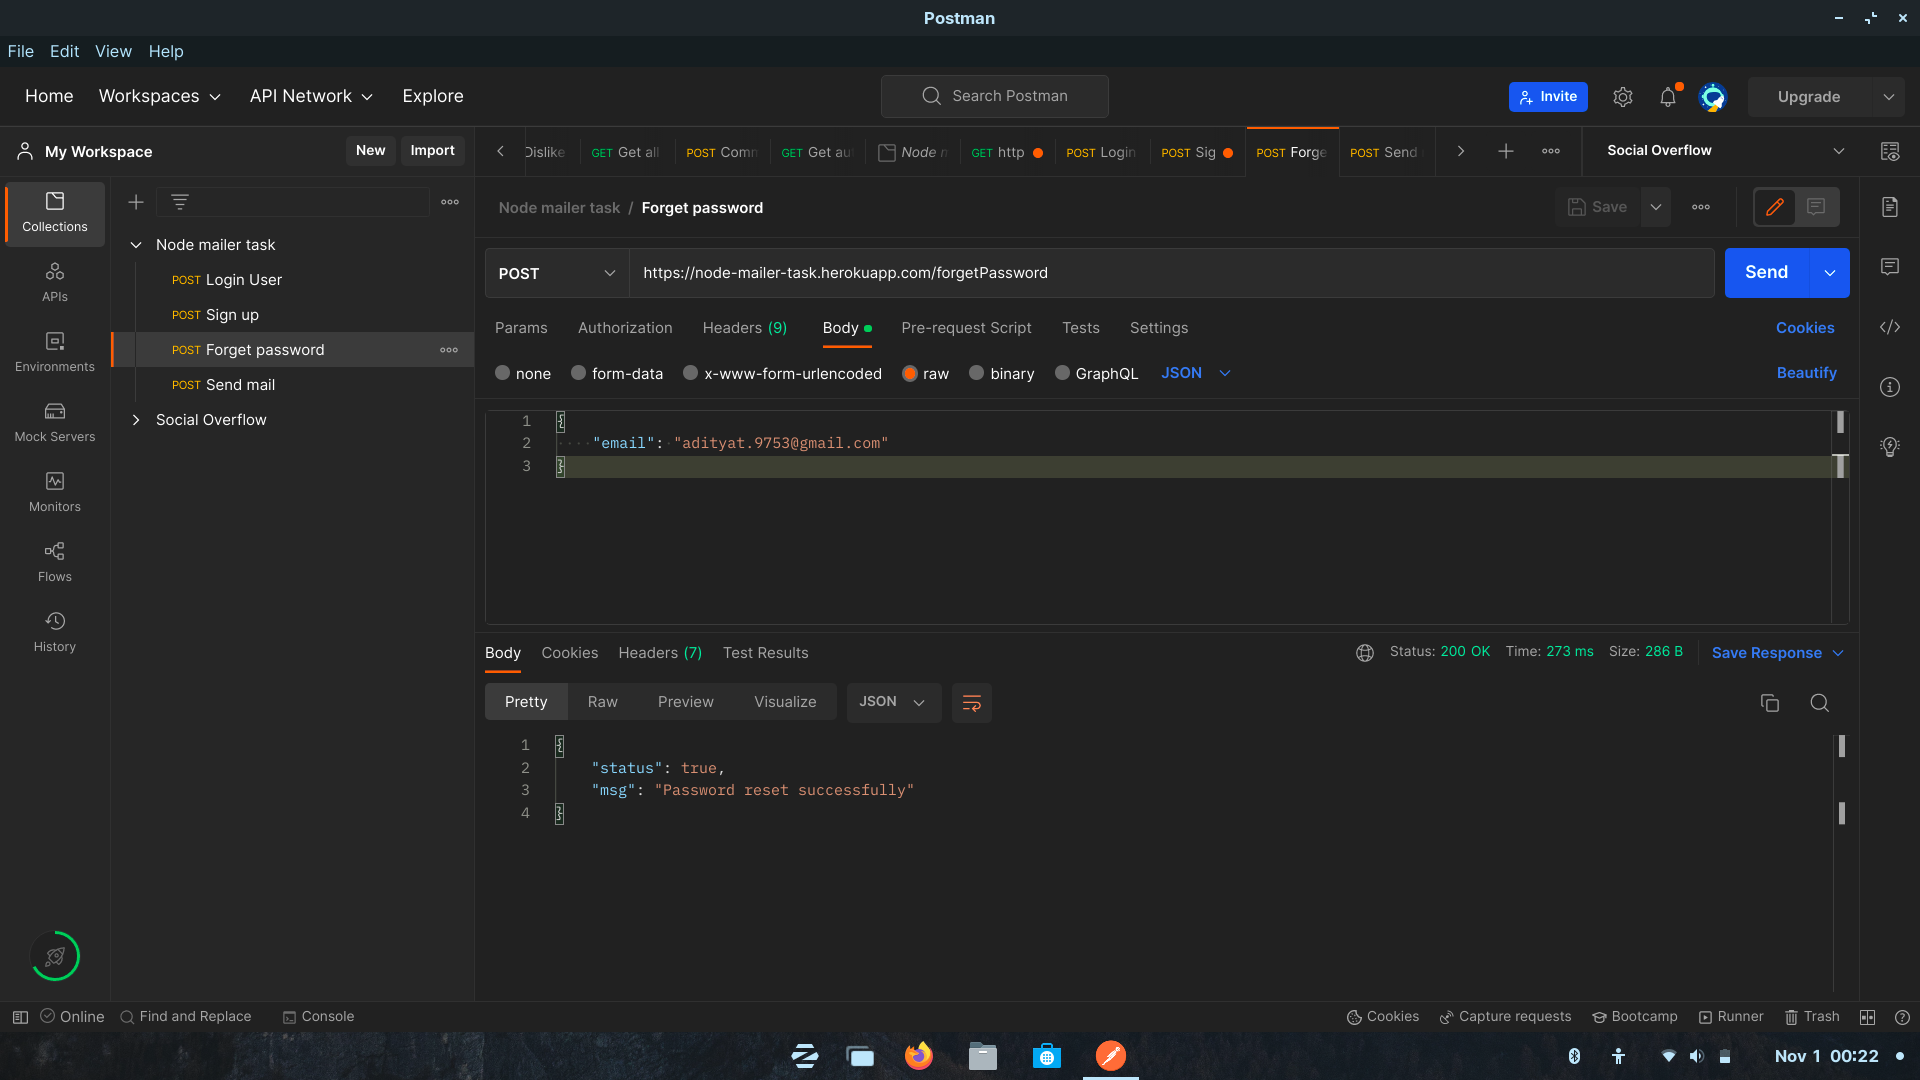 Postman
File Edit View Help
Home Workspaces API Network Explore Search Postman Invite Upgrade
My Workspace New Import Dislike GET Get all POST Comm GET Get au Node m GET http POST Login POST Sig POST Forge POST Send Social Overflow
Collections
APIs
Environments
Mock Servers
Monitors
Flows
History
Node mailer task
POST Login User
POST Sign up
POST Forget password
POST Send mail
Social Overflow
Node mailer task / Forget password Save
POST https://node-mailer-task.herokuapp.com/forgetPassword Send
Params Authorization Headers (9) Body Pre-request Script Tests Settings Cookies
none form-data x-www-form-urlencoded raw binary GraphQL JSON Beautify
1 {
2 "email": "adityat.9753@gmail.com"
3 }
Body Cookies Headers (7) Test Results Status: 200 OK Time: 273 ms Size: 286 B Save Response
Pretty Raw Preview Visualize JSON
1 {
2 "status": true,
3 "msg": "Password reset successfully"
4 }
Online Find and Replace Console Cookies Capture requests Bootcamp Runner Trash
Nov 1 00:22